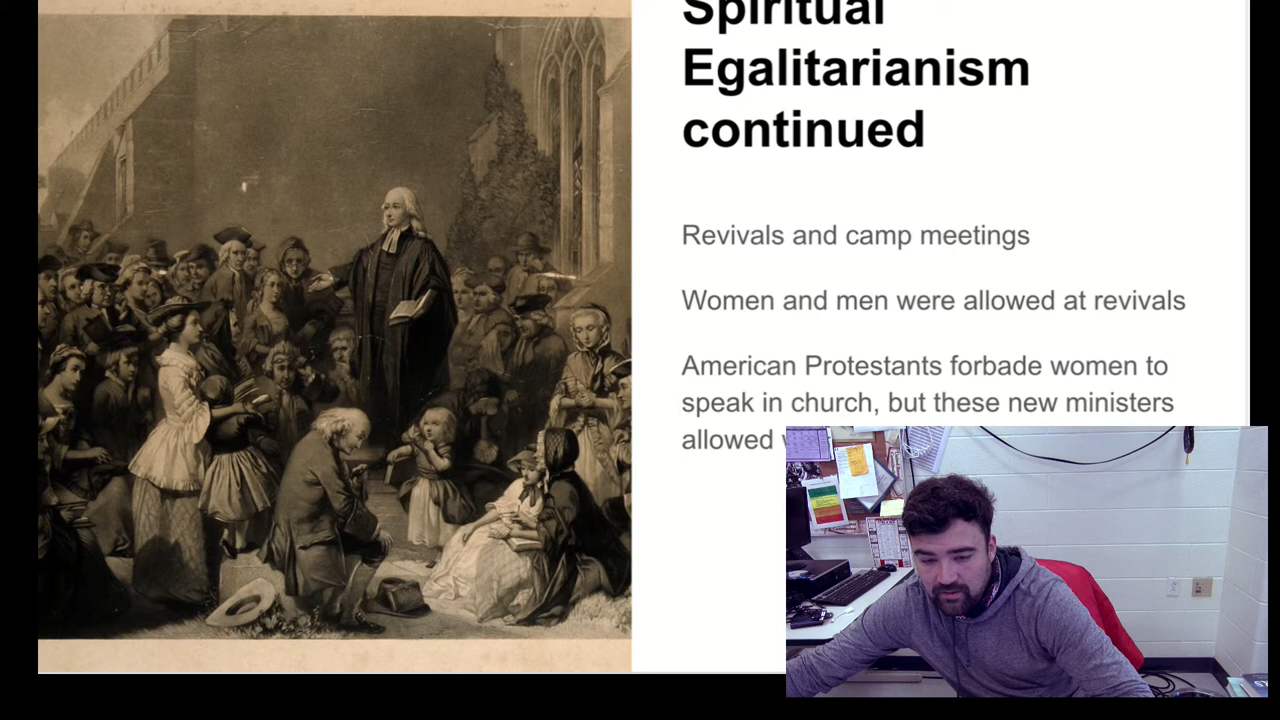 Spiritual
Egalitarianism
continued
Revivals and camp meetings
Women and men were allowed at revivals
American Protestants forbade women to
speak in church, but these new ministers
allowed